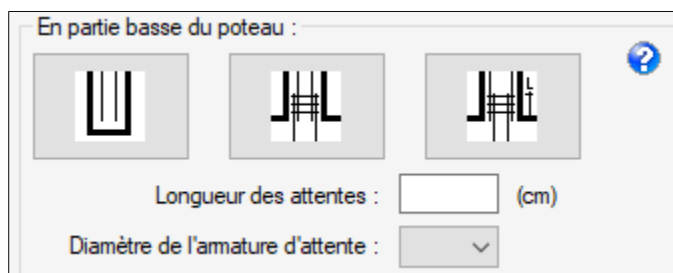 En partie basse du poteau :
L
Longueur des attentes :
(cm)
Diamètre de l'armature d'attente :